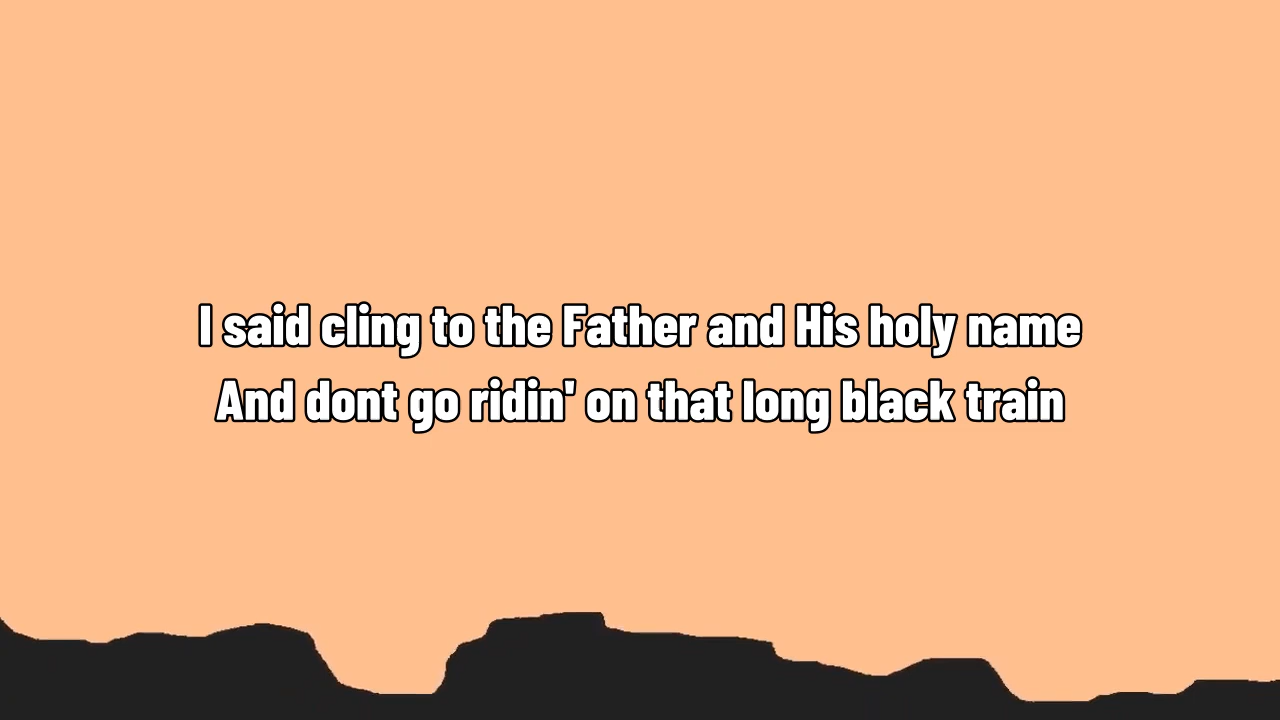 I said cling to the Father and His holy name
And dont go ridin' on that long black train